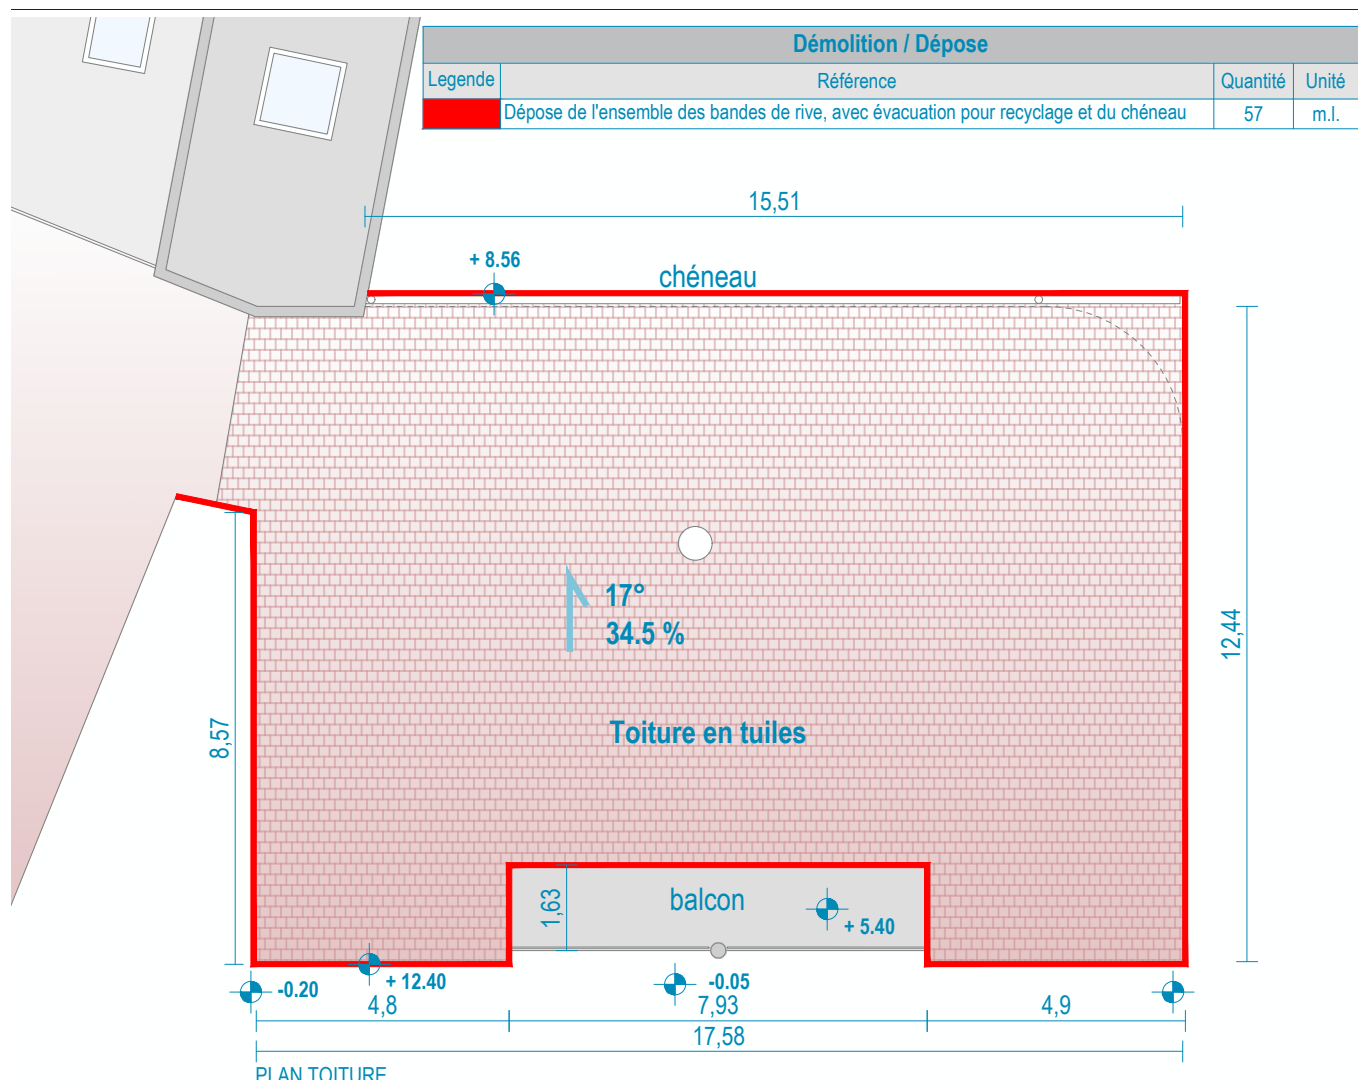 Démolition / Dépose
Legende Référence Quantité Unité
Dépose de l'ensemble des bandes de rive, avec évacuation pour recyclage et du chéneau 57 m.l.
15,51
+ 8.56
chéneau
17°
34.5 %
12,44
Toiture en tuiles
8,57
1,63
balcon
+ 5.40
-0.20
+ 12.40
-0.05
4,8
7,93
4,9
17,58
PLAN TOITURE